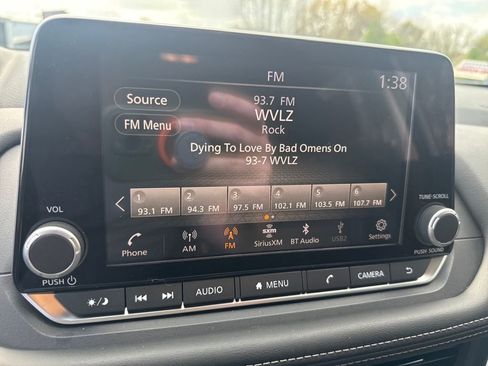 FM
1:38
Source
93.7 FM
WVLZ
FM Menu
Rock
Dying To Love By Bad Omens On
93-7 WVLZ
1 2 3 4 5 6
93.1 FM 94.3 FM 97.5 FM 102.1 FM 103.5 FM 107.7 FM
VOL
TUNE•SCROLL
Phone AM FM SXM SiriusXM BT Audio USB2 Settings
PUSH
PUSH SOUND
AUDIO MENU CAMERA